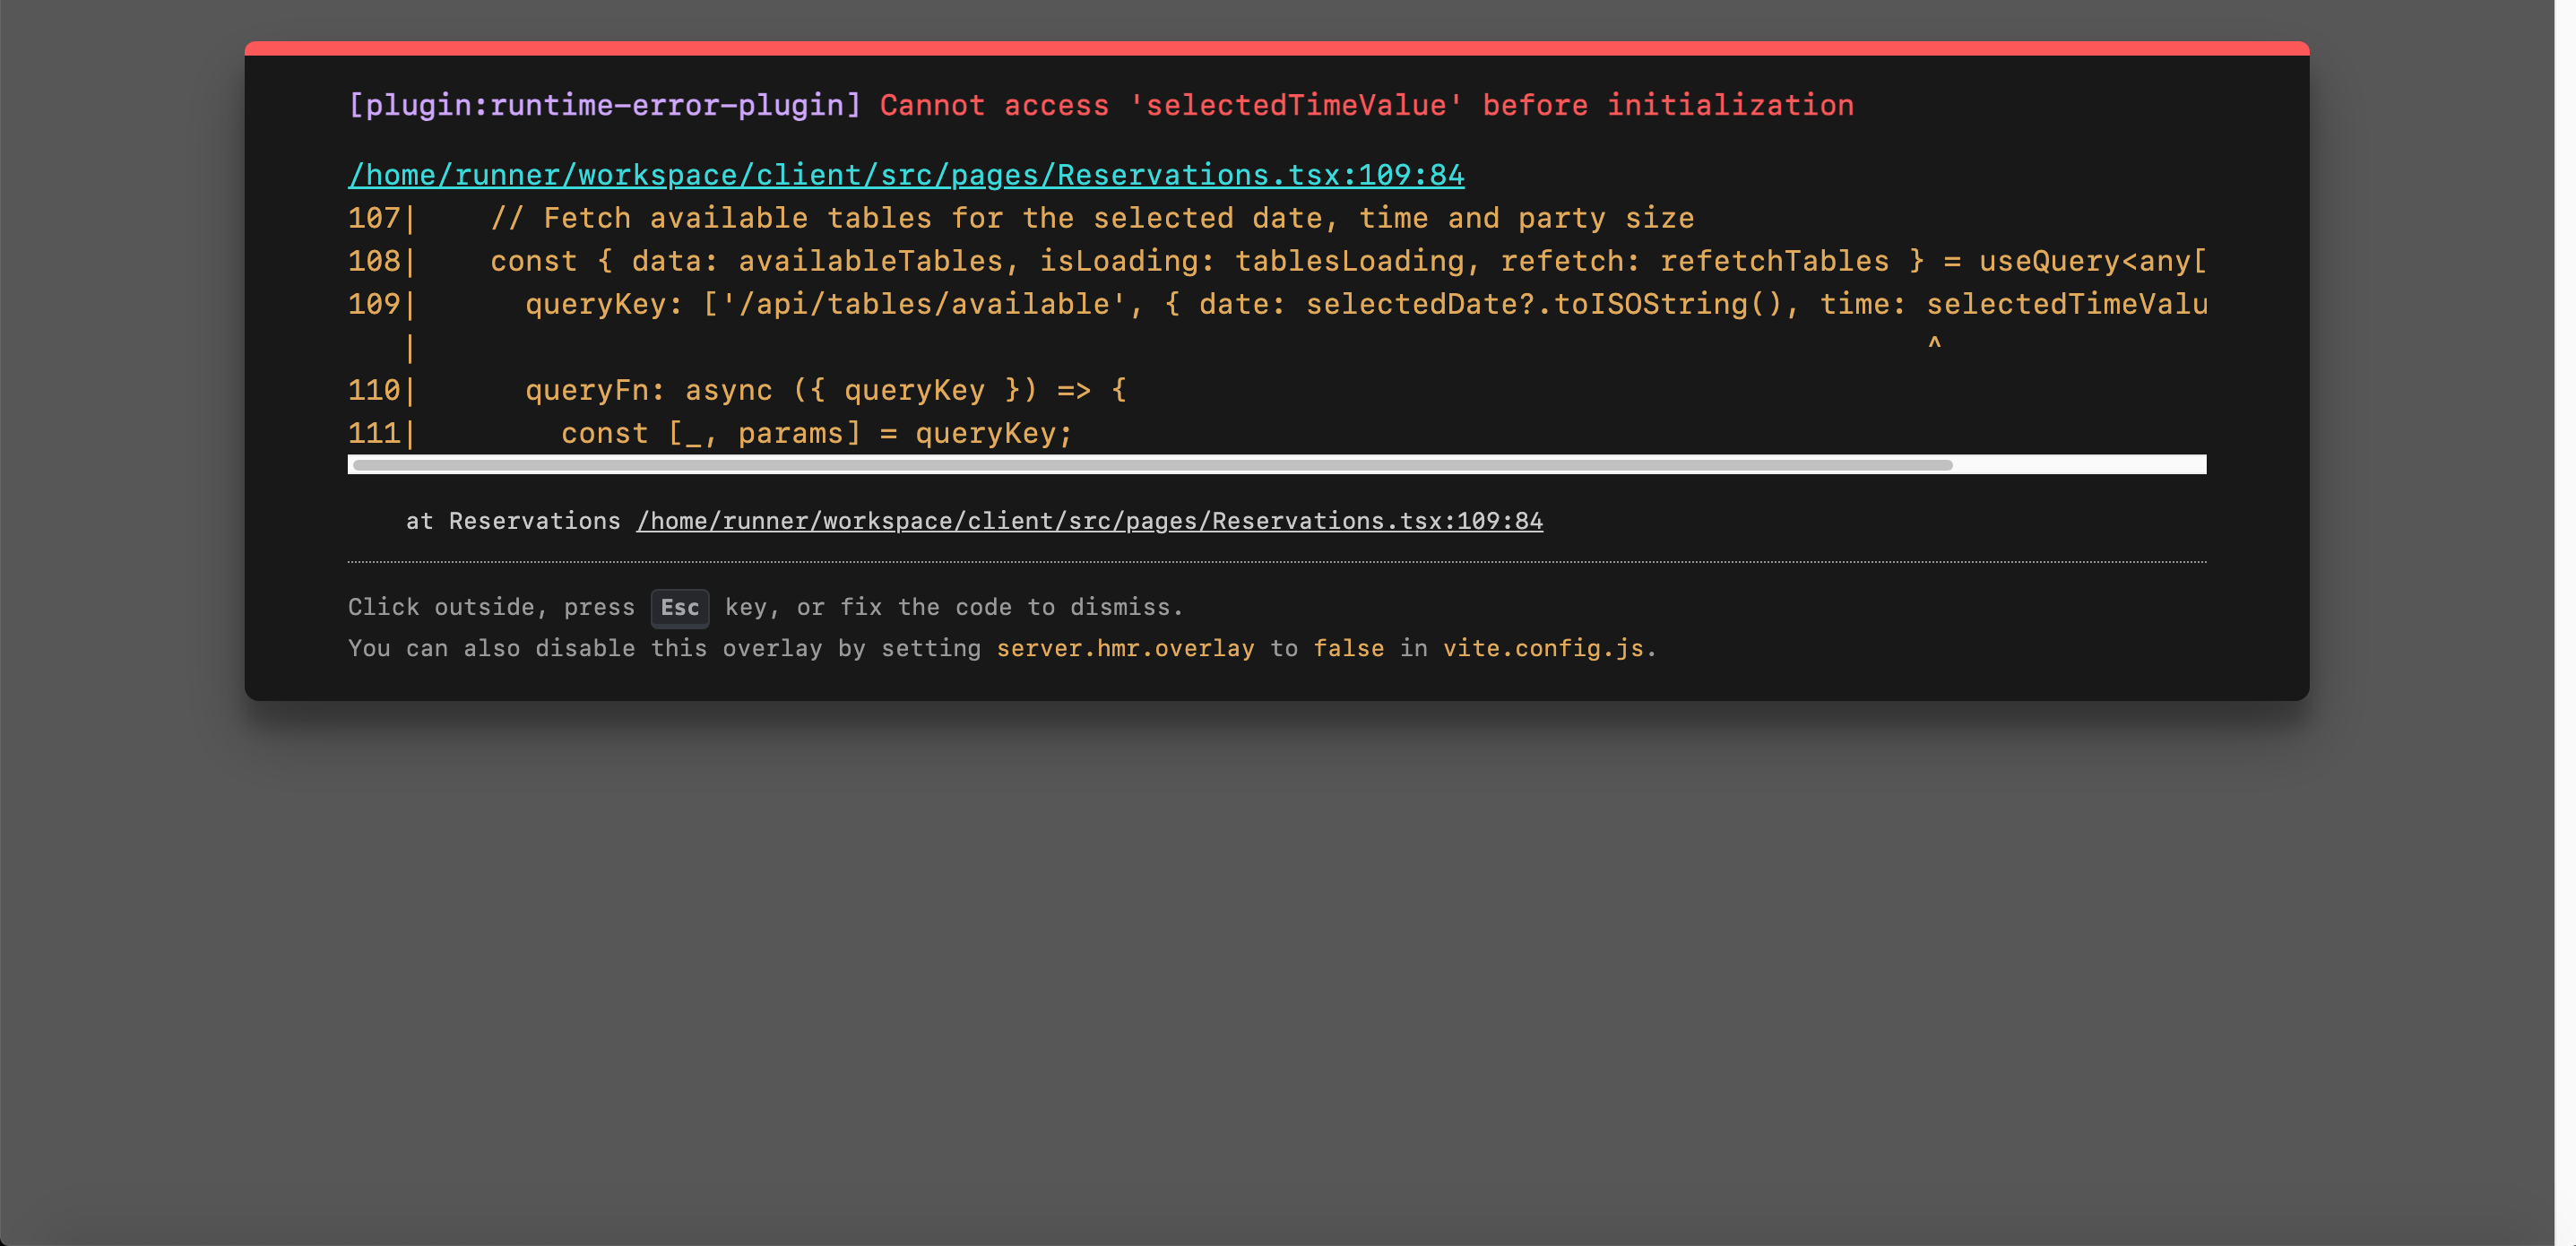 [plugin:runtime-error-plugin] Cannot access 'selectedTimeValue' before initialization
/home/runner/workspace/client/src/pages/Reservations.tsx:109:84
107|    // Fetch available tables for the selected date, time and party size
108|    const { data: availableTables, isLoading: tablesLoading, refetch: refetchTables } = useQuery<any[
109|      queryKey: ['/api/tables/available', { date: selectedDate?.toISOString(), time: selectedTimeValu
   |                                                                                     ^
110|      queryFn: async ({ queryKey }) => {
111|        const [_, params] = queryKey;
at Reservations /home/runner/workspace/client/src/pages/Reservations.tsx:109:84
Click outside, press Esc key, or fix the code to dismiss.
You can also disable this overlay by setting server.hmr.overlay to false in vite.config.js.